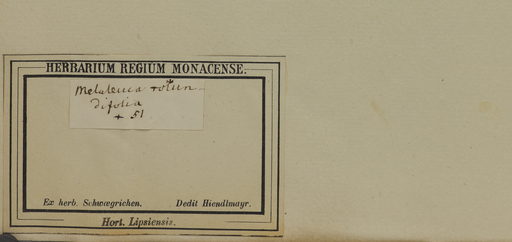 HERBARIUM REGIUM MONACENSE.
Melaleuca rotun-
difolia
+ 51.
Ex herb. Schwægrichen. Dedit Hiendlmayr.
Hort. Lipsiensis.